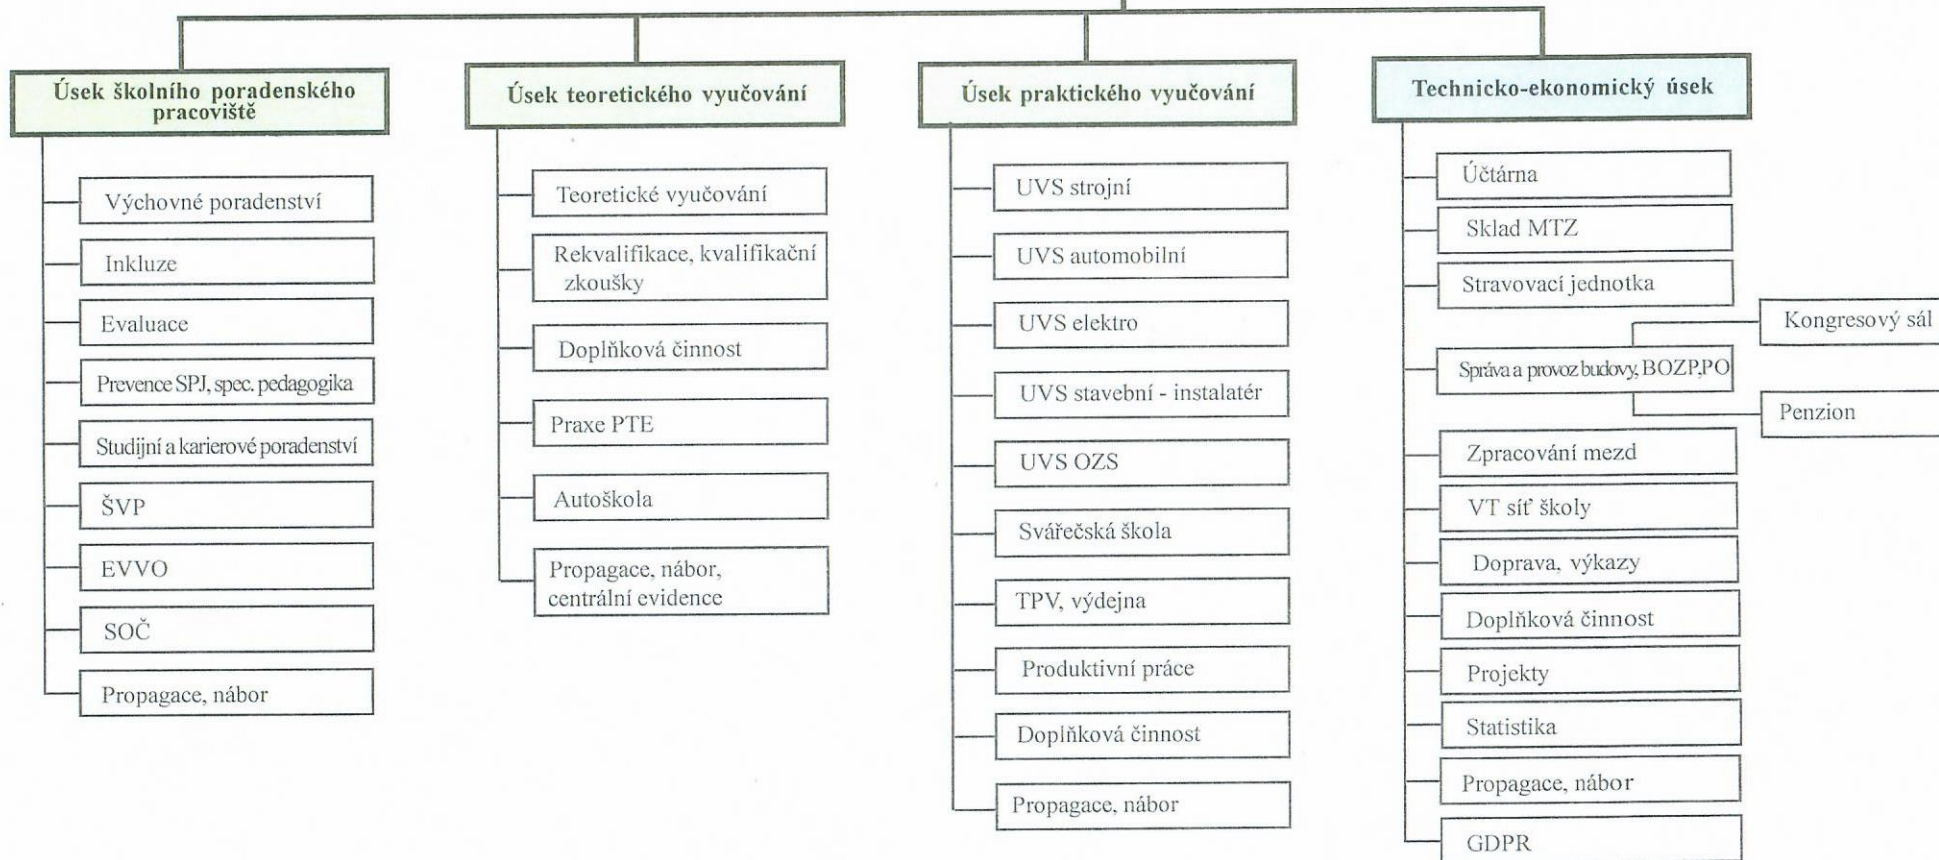 Úsek školního poradenského
pracoviště
Výchovné poradenství
Inkluze
Evaluace
Prevence SPJ, spec. pedagogika
Studijní a karierové poradenství
ŠVP
EVVO
SOČ
Propagace, nábor
Úsek teoretického vyučování
Teoretické vyučování
Rekvalifikace, kvalifikační
zkoušky
Doplňková činnost
Praxe PTE
Autoškola
Propagace, nábor,
centrální evidence
Úsek praktického vyučování
UVS strojní
UVS automobilní
UVS elektro
UVS stavební - instalatér
UVS OZS
Svářečská škola
TPV, výdejna
Produktivní práce
Doplňková činnost
Propagace, nábor
Technicko-ekonomický úsek
Účtárna
Sklad MTZ
Stravovací jednotka
Správa a provoz budovy, BOZP,PO
Kongresový sál
Penzion
Zpracování mezd
VT síť školy
Doprava, výkazy
Doplňková činnost
Projekty
Statistika
Propagace, nábor
GDPR